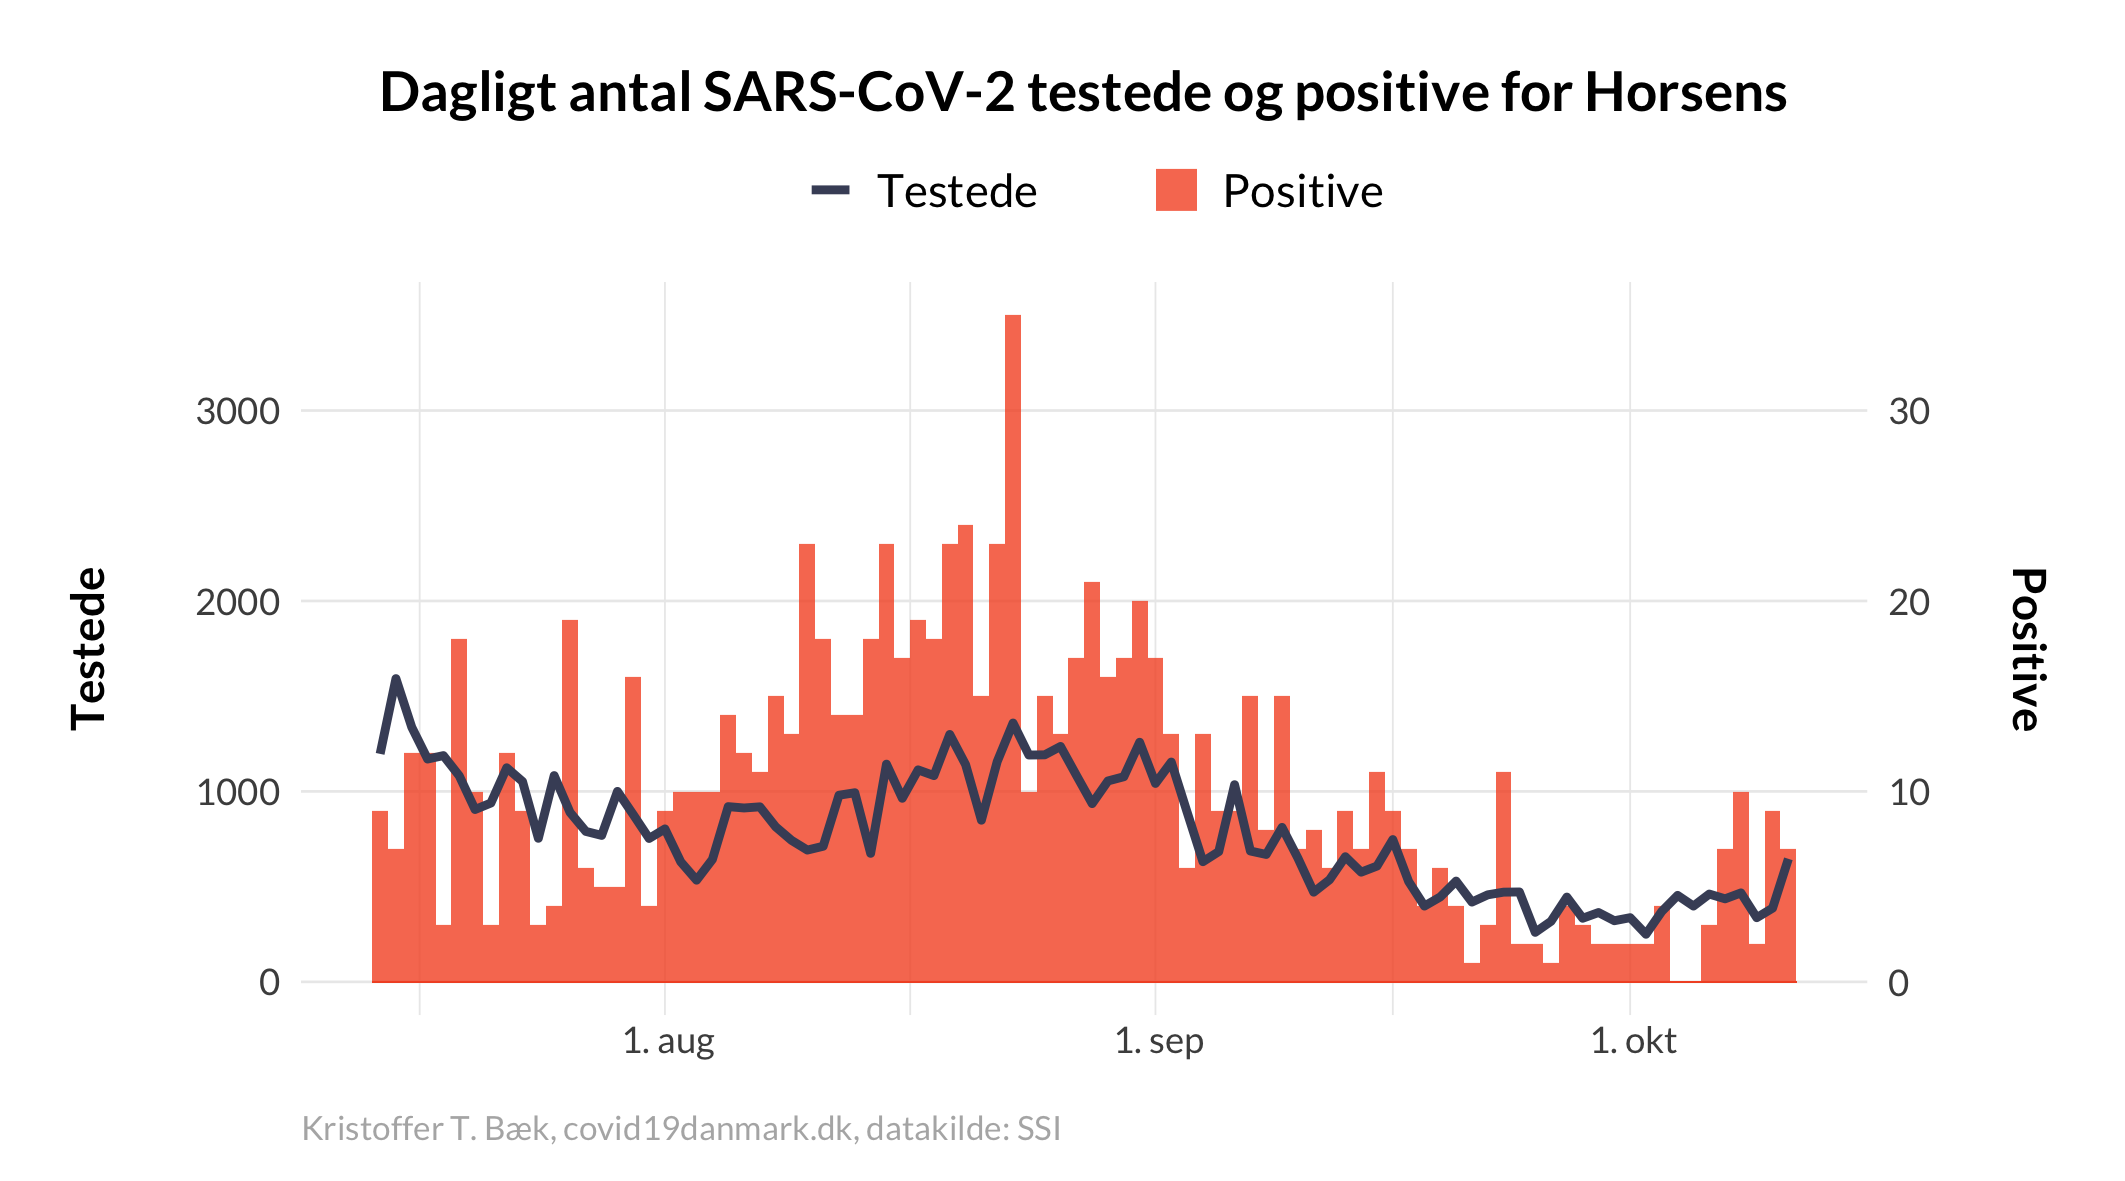 Dagligt antal SARS-CoV-2 testede og positive for Horsens
Testede
Positive
3000
2000
1000
0
30
20
10
0
Testede
Positive
1. aug
1. sep
1. okt
Kristoffer T. Bæk, covid19danmark.dk, datakilde: SSI